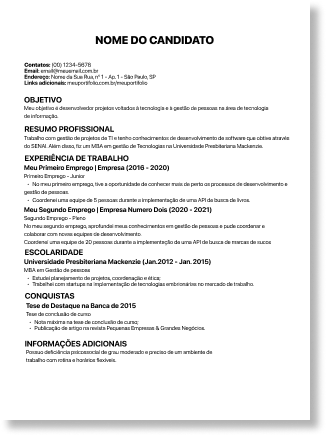 NOME DO CANDIDATO
Contatos: (00) 1234-5678
Email: email@meuemail.com.br
Endereço: Nome da Sua Rua, nº 1 - Ap. 1 - São Paulo, SP
Links adicionais: meuportfolio.com.br/meuportfolio
OBJETIVO
Meu objetivo é desenvolver projetos voltados à tecnologia e à gestão de pessoas na área de tecnologia
de informação.
RESUMO PROFISSIONAL
Trabalho com gestão de projetos de TI e tenho conhecimentos de desenvolvimento de software que obtive através
do SENAI. Além disso, fiz um MBA em gestão de Tecnologias na Universidade Presbiteriana Mackenzie.
EXPERIÊNCIA DE TRABALHO
Meu Primeiro Emprego | Empresa (2016 - 2020)
Primeiro Emprego - Junior
• No meu primeiro emprego, tive a oportunidade de conhecer mais de perto os processos de desenvolvimento e
gestão de pessoas.
• Coordenei uma equipe de 5 pessoas durante a implementação de uma API de busca de livros.
Meu Segundo Emprego | Empresa Numero Dois (2020 - 2021)
Segundo Emprego - Pleno
No meu segundo emprego, aprofundei meus conhecimentos em gestão de pessoas e pude coordenar e
colaborar com novas equipes de desenvolvimento
Coordenei uma equipe de 20 pessoas durante a implementação de uma API de busca de marcas de sucos
ESCOLARIDADE
Universidade Presbiteriana Mackenzie (Jan.2012 - Jan. 2015)
MBA em Gestão de pessoas
• Estudei planejamento de projetos, coordenação e ética;
• Trabalhei com startups na implementação de tecnologias embrionárias no mercado de trabalho.
CONQUISTAS
Tese de Destaque na Banca de 2015
Tese de conclusão de curso
• Nota máxima na tese de conclusão de curso;
• Publicação de artigo na revista Pequenas Empresas & Grandes Negócios.
INFORMAÇÕES ADICIONAIS
Possuo deficiência psicossocial de grau moderado e preciso de um ambiente de
trabalho com rotina e horários flexíveis.